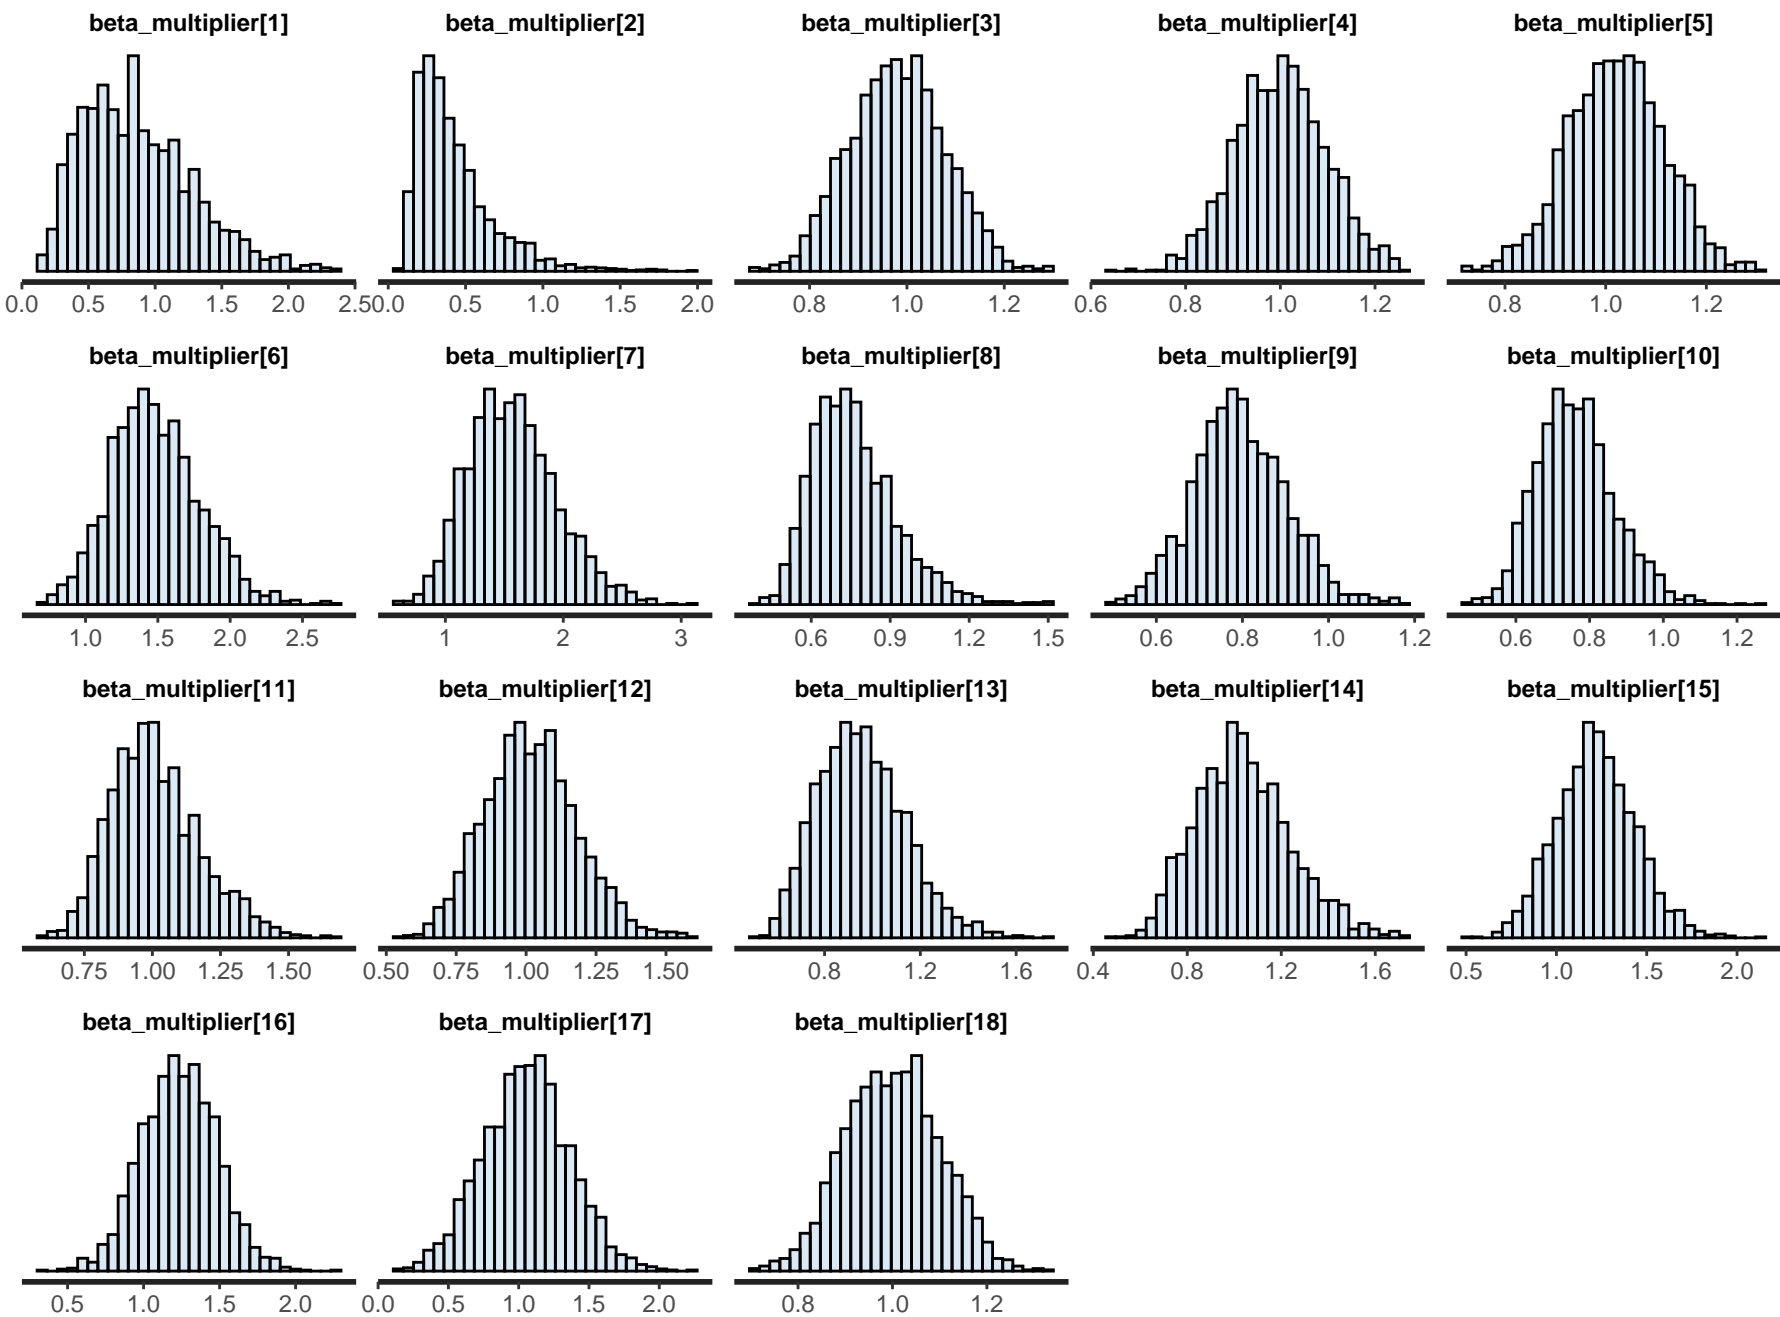 beta_multiplier[1] beta_multiplier[2] beta_multiplier[3] beta_multiplier[4] beta_multiplier[5]
0.0 0.5 1.0 1.5 2.0 2.5 0.0 0.5 1.0 1.5 2.0 0.8 1.0 1.2 0.6 0.8 1.0 1.2 0.8 1.0 1.2
beta_multiplier[6] beta_multiplier[7] beta_multiplier[8] beta_multiplier[9] beta_multiplier[10]
1.0 1.5 2.0 2.5 1 2 3 0.6 0.9 1.2 1.5 0.6 0.8 1.0 1.2 0.6 0.8 1.0 1.2
beta_multiplier[11] beta_multiplier[12] beta_multiplier[13] beta_multiplier[14] beta_multiplier[15]
0.75 1.00 1.25 1.50 0.50 0.75 1.00 1.25 1.50 0.8 1.2 1.6 0.4 0.8 1.2 1.6 0.5 1.0 1.5 2.0
beta_multiplier[16] beta_multiplier[17] beta_multiplier[18]
0.5 1.0 1.5 2.0 0.0 0.5 1.0 1.5 2.0 0.8 1.0 1.2